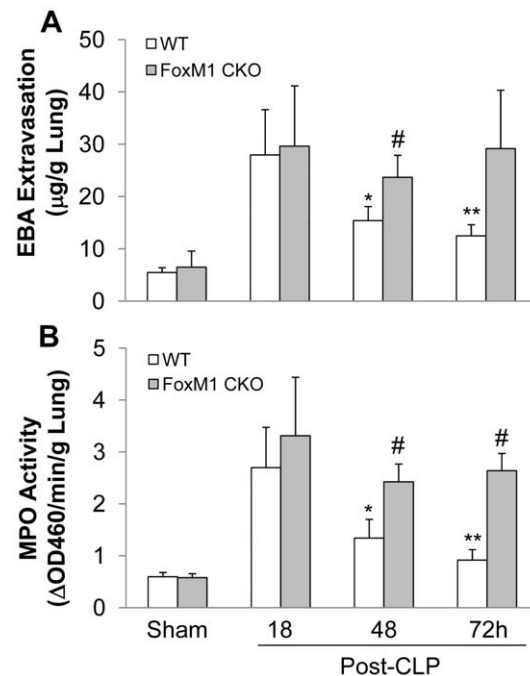 A
50
WT
FoxM1 CKO
40
30
#
20
*
**
10
0
EBA Extravasation
(μg/g Lung)
B
5
WT
FoxM1 CKO
4
3
#
#
2
*
**
1
0
MPO Activity
(ΔOD460/min/g Lung)
Sham 18 48 72h
Post-CLP